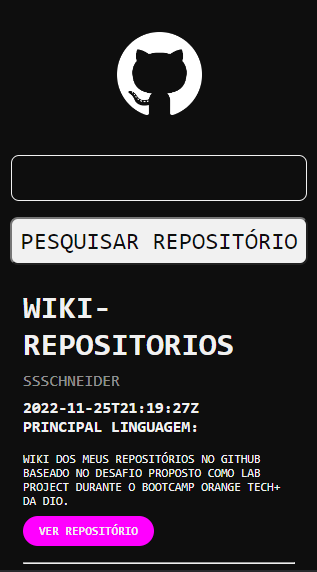 PESQUISAR REPOSITÓRIO
WIKI-
REPOSITORIOS
SSSCHNEIDER
2022-11-25T21:19:27Z
PRINCIPAL LINGUAGEM:
WIKI DOS MEUS REPOSITÓRIOS NO GITHUB
BASEADO NO DESAFIO PROPOSTO COMO LAB
PROJECT DURANTE O BOOTCAMP ORANGE TECH+
DA DIO.
VER REPOSITÓRIO